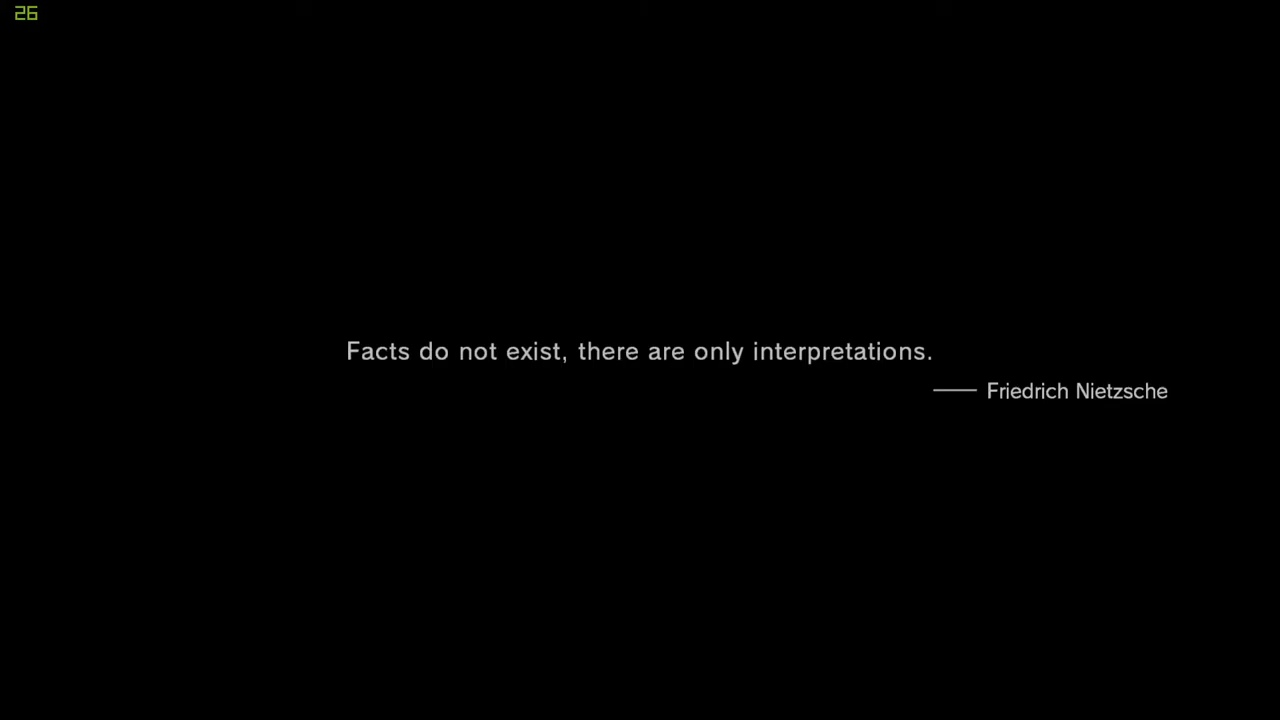 26
Facts do not exist, there are only interpretations.
—— Friedrich Nietzsche